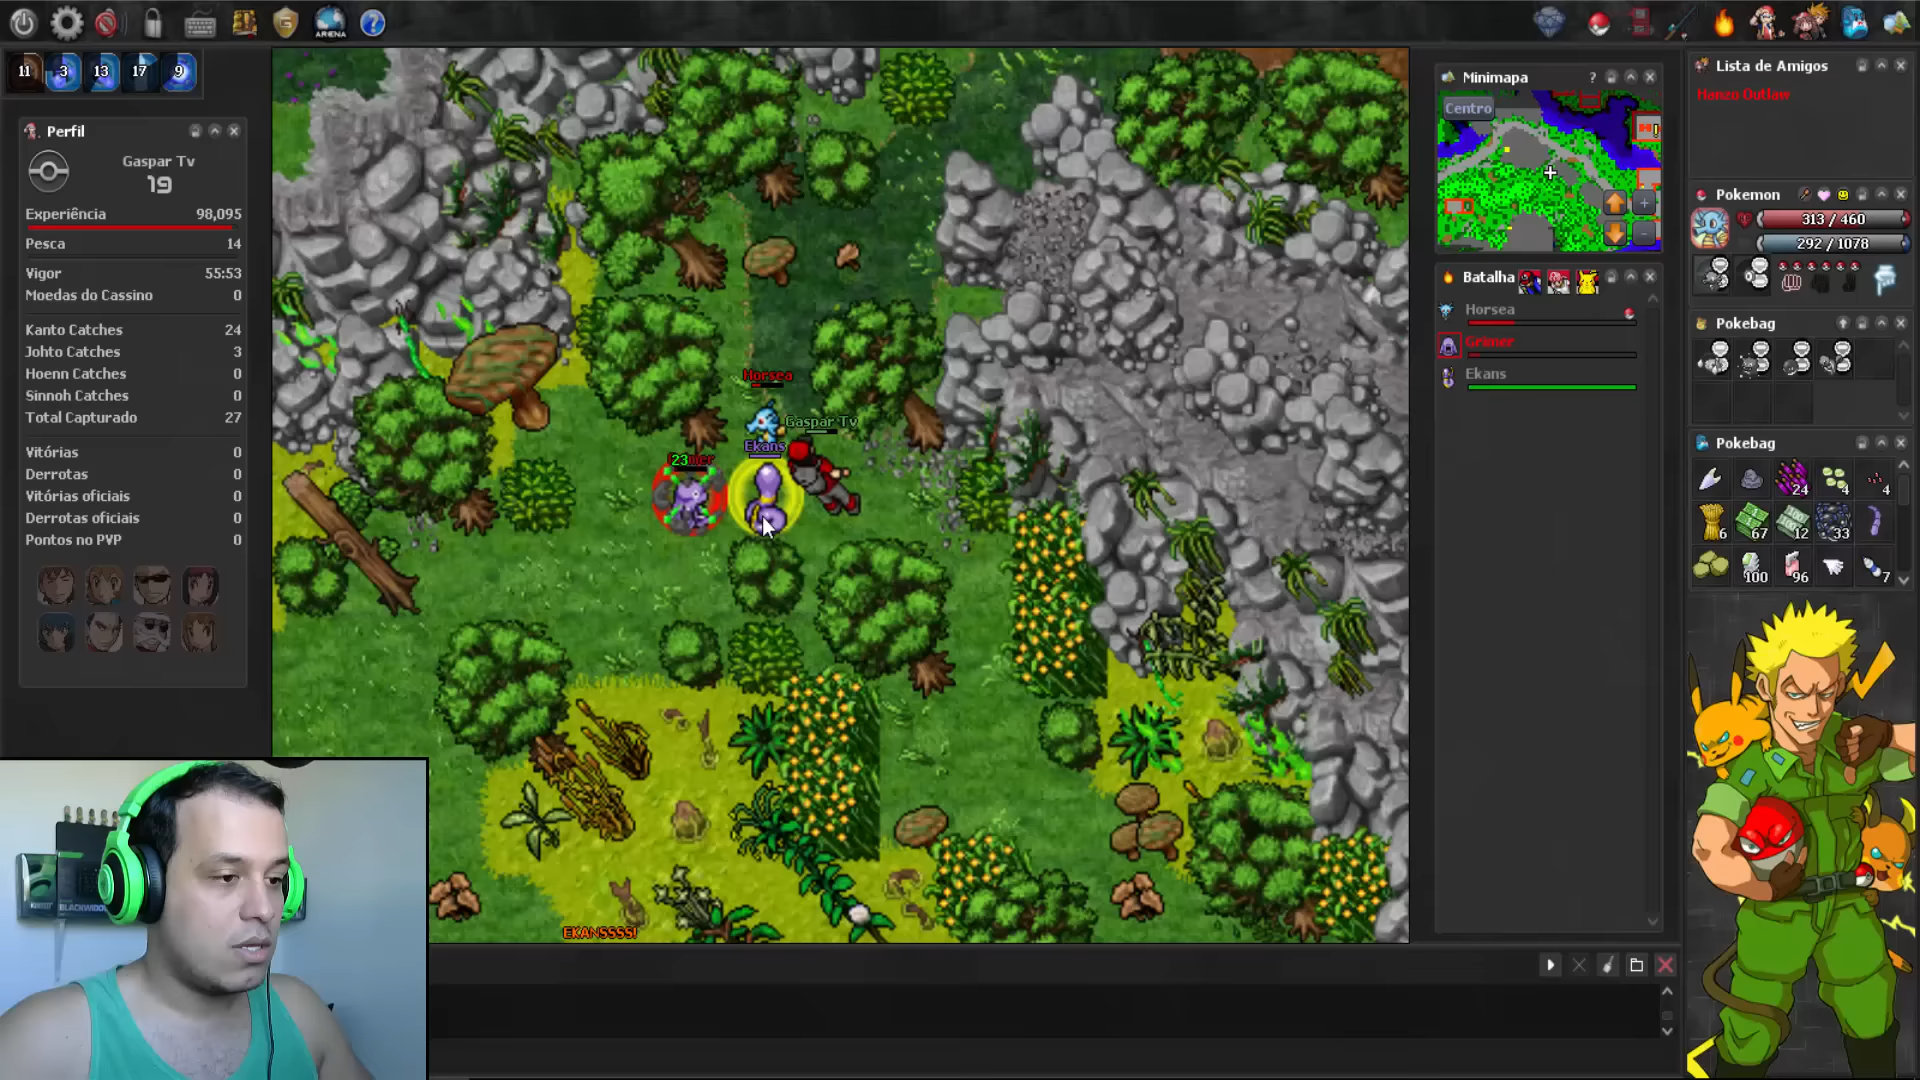 ARENA
11 3 13 17 9
Perfil
Gaspar Tv
19
Experiência 98,095
Pesca 14
Vigor 55:53
Moedas do Cassino 0
Kanto Catches 24
Johto Catches 3
Hoenn Catches 0
Sinnoh Catches 0
Total Capturado 27
Vitórias 0
Derrotas 0
Vitórias oficiais 0
Derrotas oficiais 0
Pontos no PVP 0
Horsea
Gaspar Tv
Ekans
23
EKANSSSS!
Minimapa
Centro
Batalha
Horsea
Grimer
Ekans
Lista de Amigos
Hanzo Outlaw
Pokemon
313 / 460
292 / 1078
Pokebag
Pokebag
24 4 4
6 67 12 33
100 96 7
BLACKWIDOW